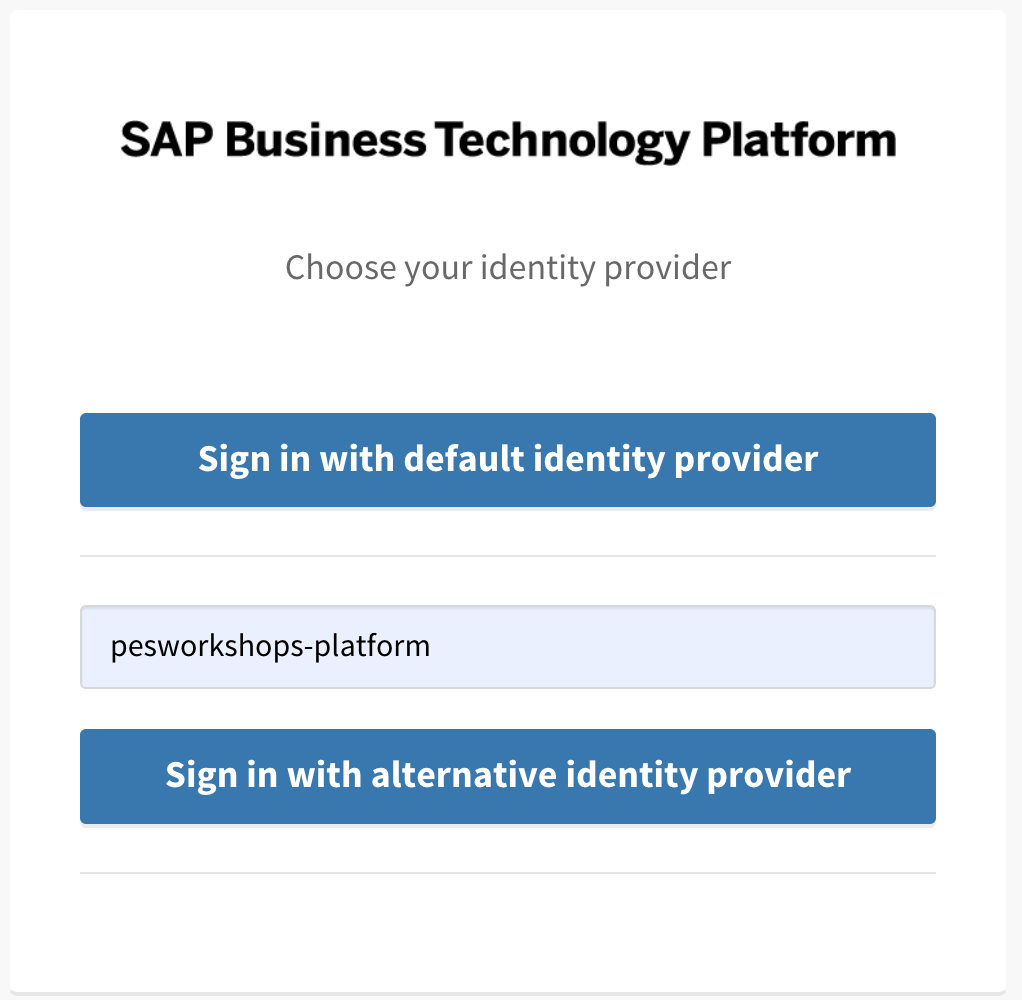 SAP Business Technology Platform
Choose your identity provider
Sign in with default identity provider
pesworkshops-platform
Sign in with alternative identity provider